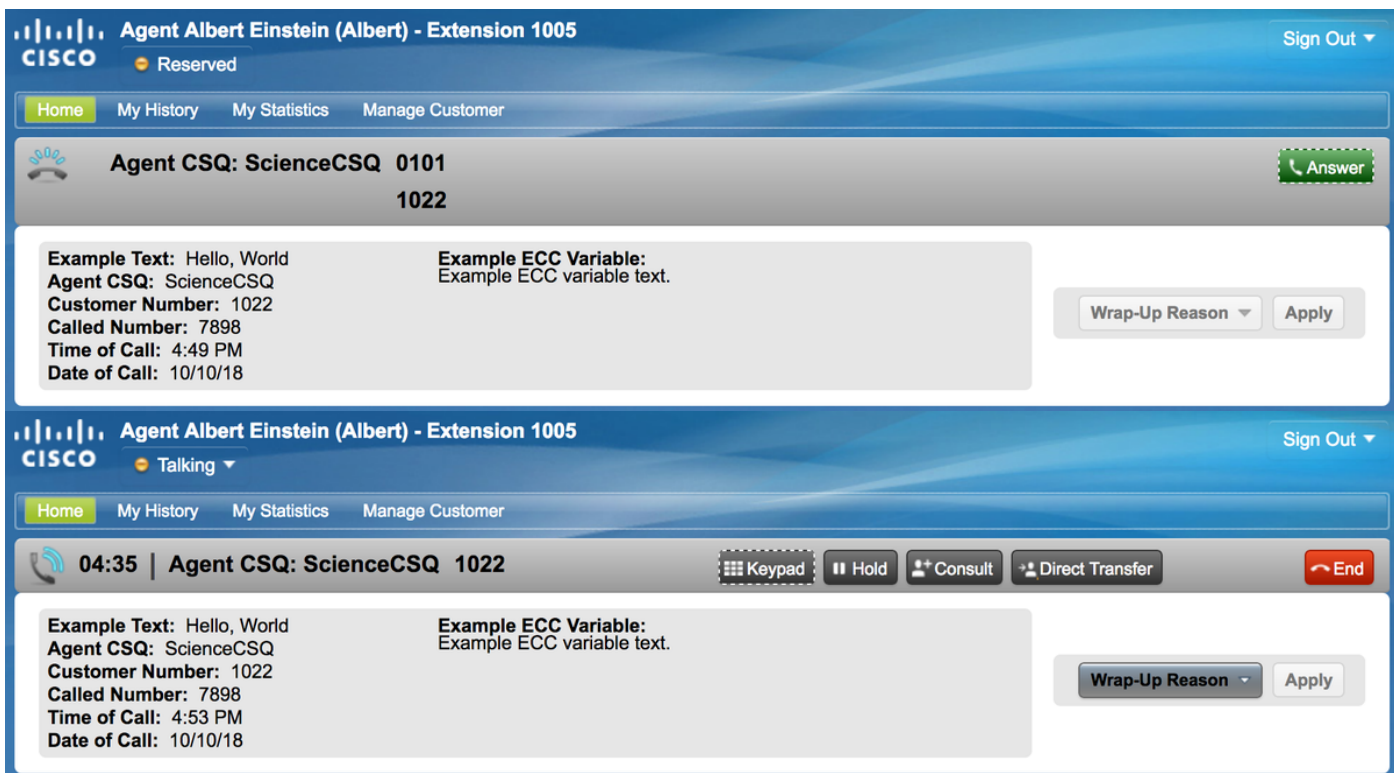 Agent Albert Einstein (Albert) - Extension 1005
Sign Out
CISCO
Reserved
Home My History My Statistics Manage Customer
Agent CSQ: ScienceCSQ 0101
Answer
1022
Example Text: Hello, World
Agent CSQ: ScienceCSQ
Customer Number: 1022
Called Number: 7898
Time of Call: 4:49 PM
Date of Call: 10/10/18
Example ECC Variable:
Example ECC variable text.
Wrap-Up Reason Apply
Agent Albert Einstein (Albert) - Extension 1005
Sign Out
CISCO
Talking
Home My History My Statistics Manage Customer
04:35 | Agent CSQ: ScienceCSQ 1022
Keypad Hold Consult Direct Transfer End
Example Text: Hello, World
Agent CSQ: ScienceCSQ
Customer Number: 1022
Called Number: 7898
Time of Call: 4:53 PM
Date of Call: 10/10/18
Example ECC Variable:
Example ECC variable text.
Wrap-Up Reason Apply